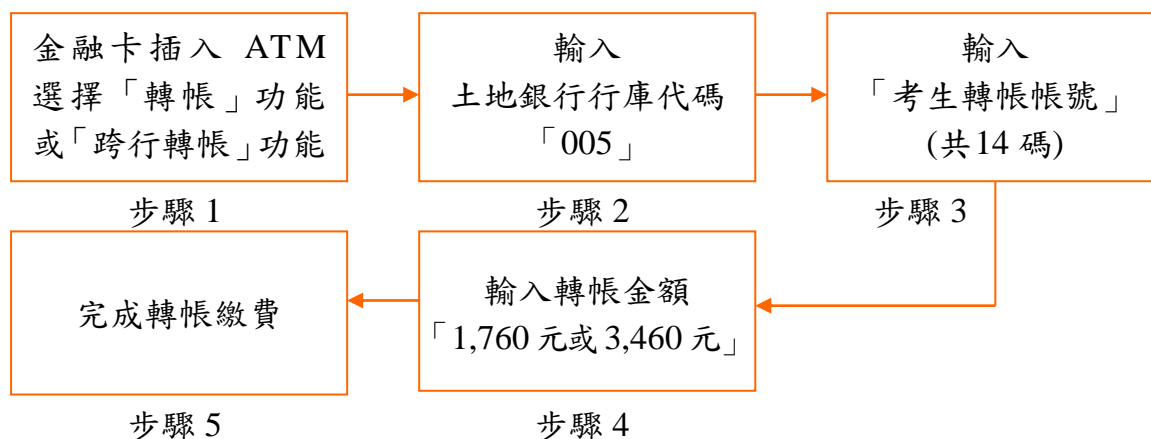 金融卡插入 ATM
選擇「轉帳」功能
或「跨行轉帳」功能
步驟 1
輸入
土地銀行行庫代碼
「005」
步驟 2
輸入
「考生轉帳帳號」
(共14 碼)
步驟 3
輸入轉帳金額
「1,760 元或 3,460 元」
步驟 4
完成轉帳繳費
步驟 5